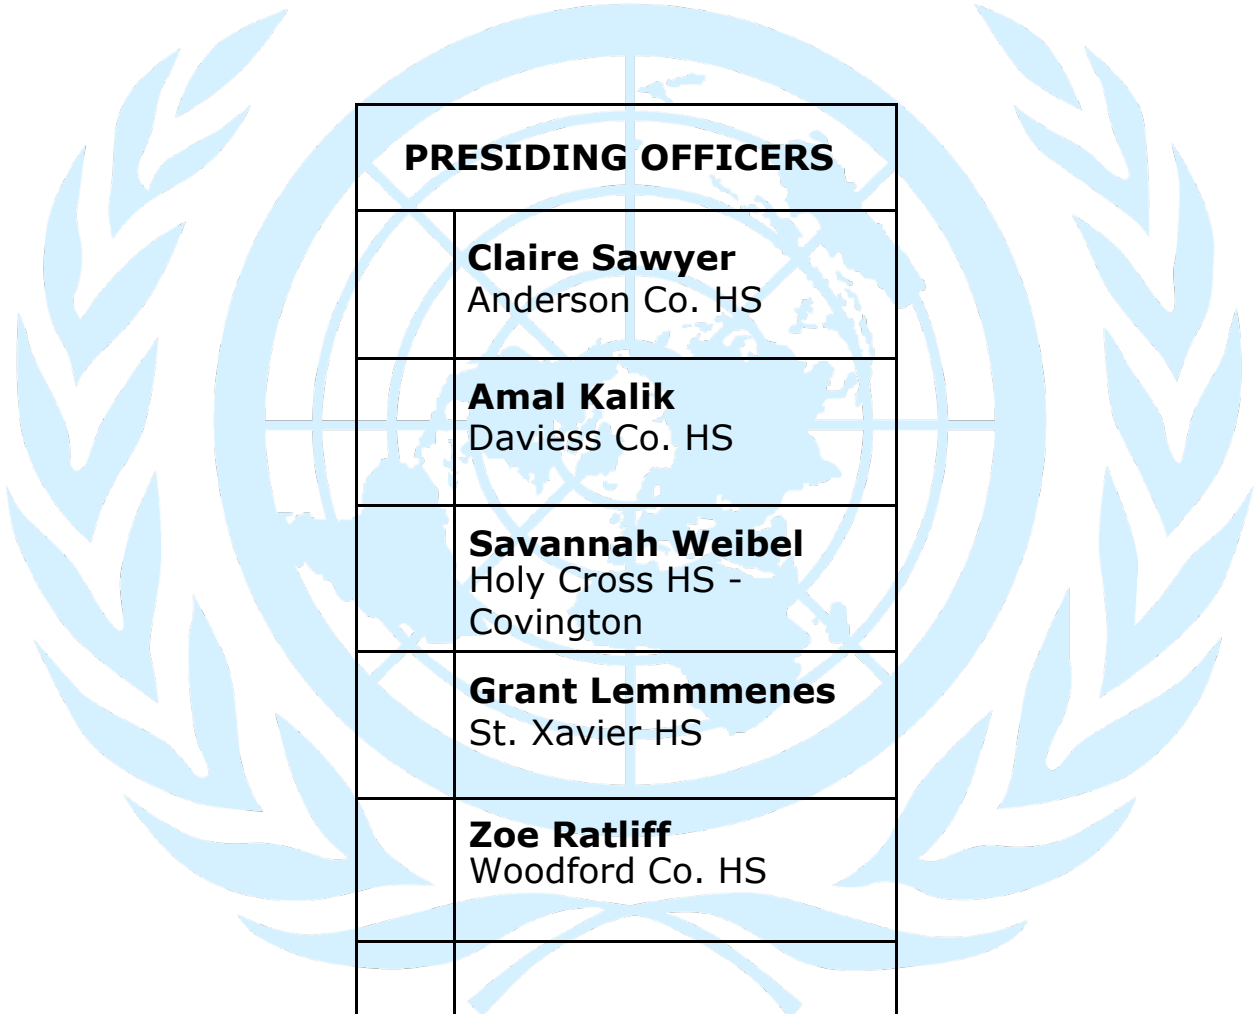 PRESIDING OFFICERS
Claire Sawyer
Anderson Co. HS
Amal Kalik
Daviess Co. HS
Savannah Weibel
Holy Cross HS -
Covington
Grant Lemmmenes
St. Xavier HS
Zoe Ratliff
Woodford Co. HS